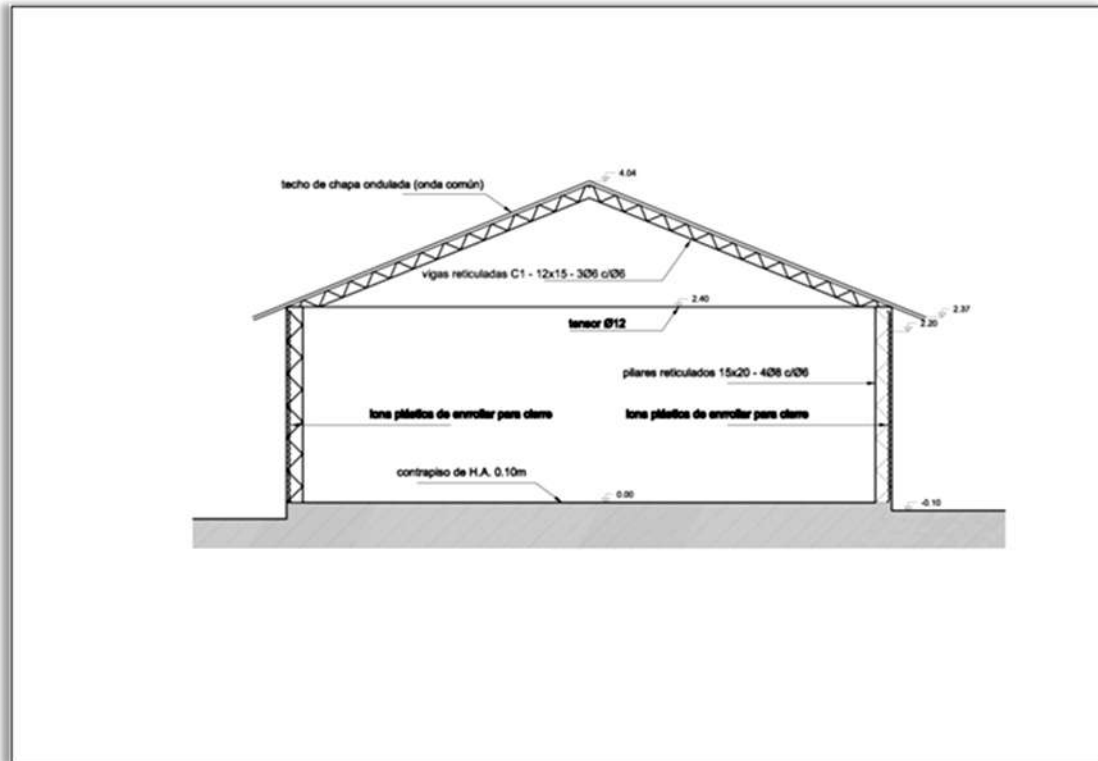 4.04
techo de chapa ondulada (onda común)
vigas reticuladas C1 - 12x15 - 3Ø6 c/Ø6
2.40
2.37
tensor Ø12
2.20
pilares reticulados 15x20 - 4Ø8 c/Ø6
lona plástica de enrrollar para cierre
lona plástica de enrrollar para cierre
contrapiso de H.A. 0.10m
0.00
-0.10